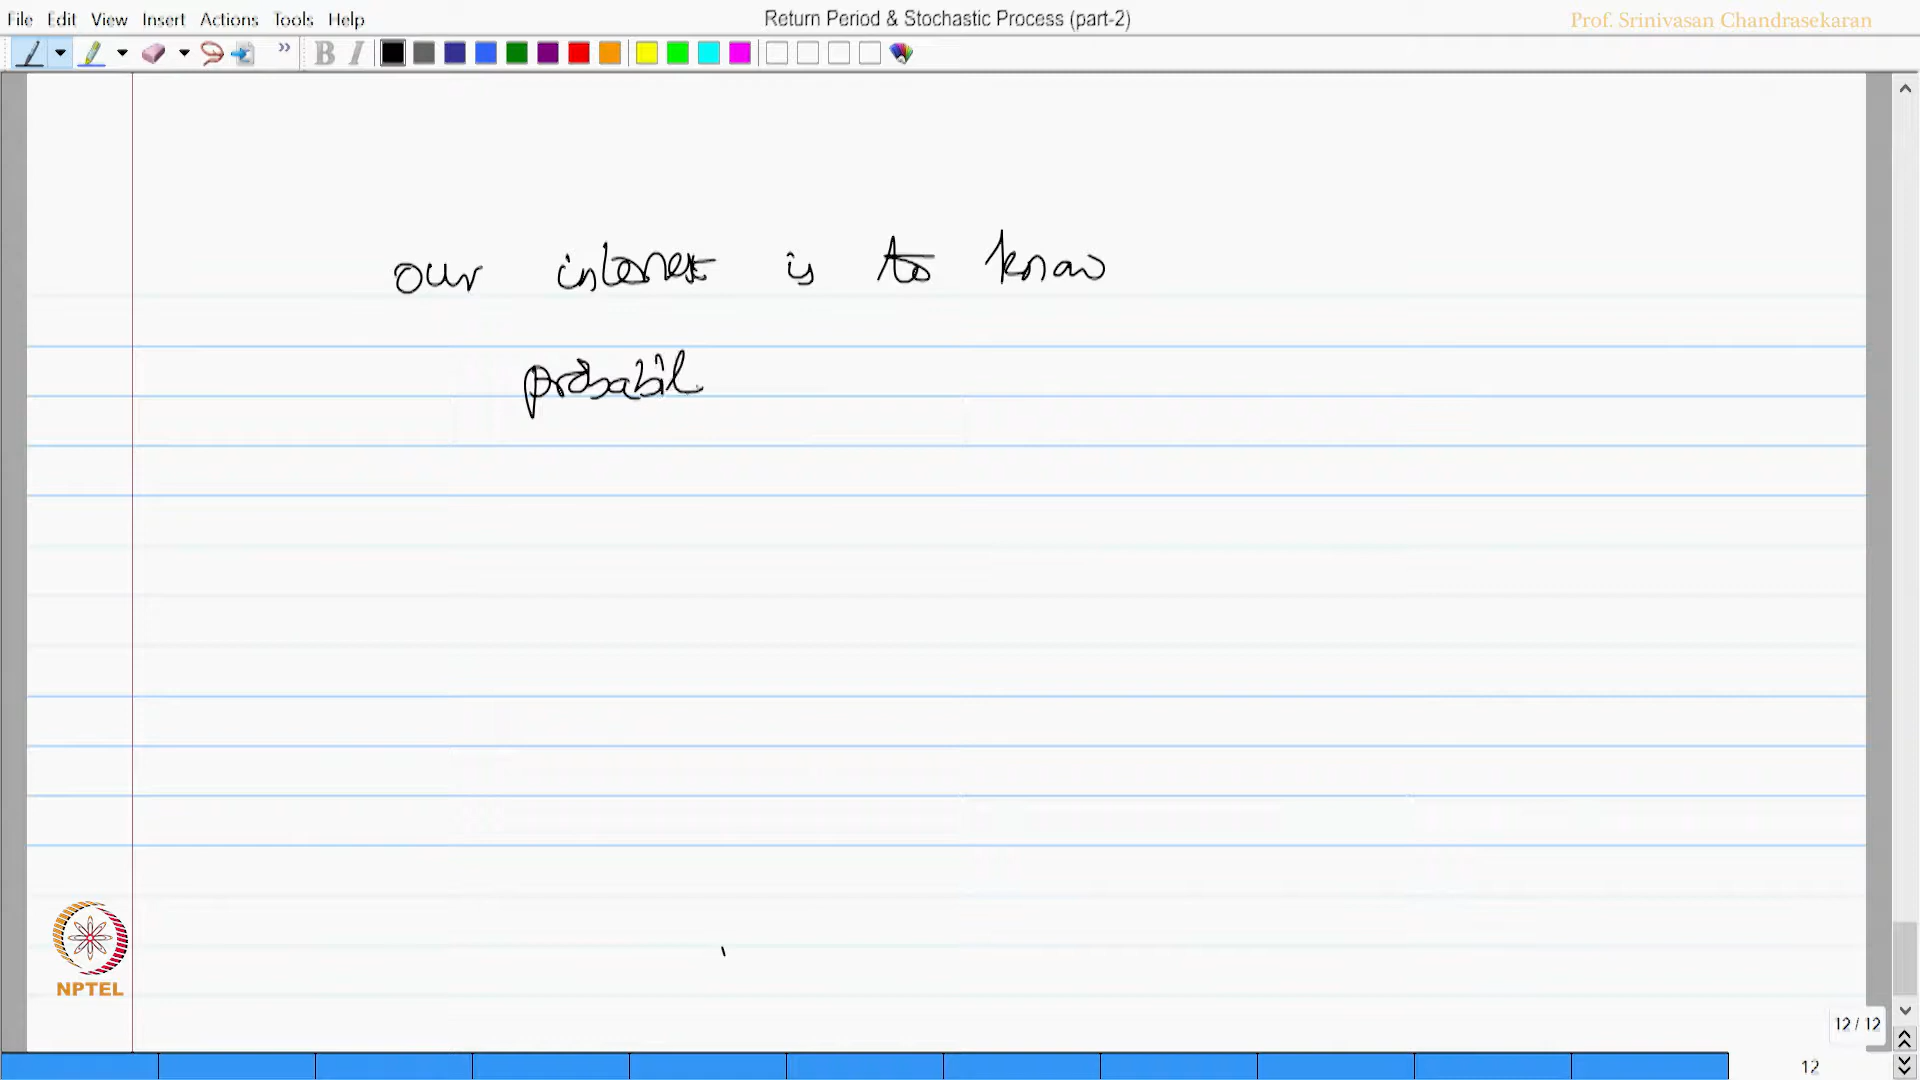 File Edit View Insert Actions Tools Help
Return Period & Stochastic Process (part-2)
Prof. Srinivasan Chandrasekaran
B I
our interest is to know
probabil
NPTEL
12 / 12
12